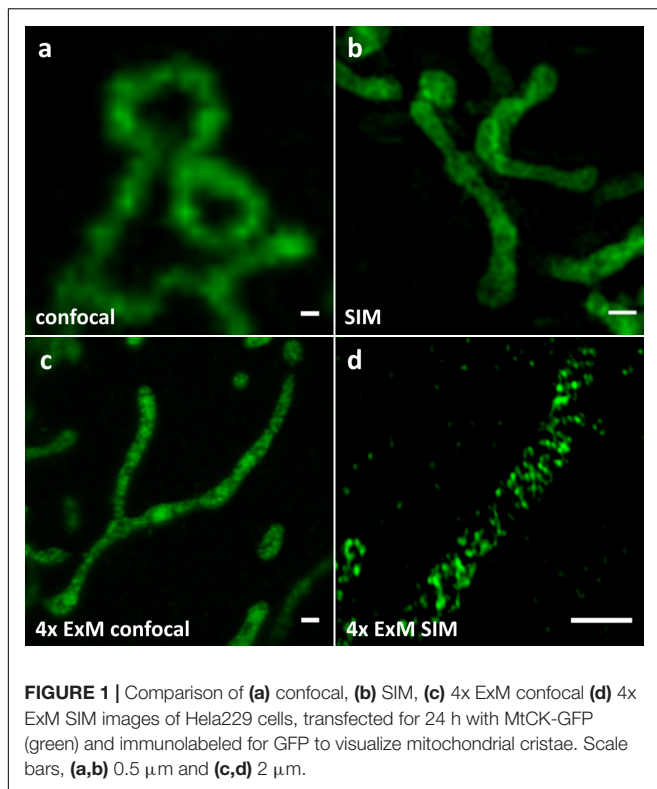 a
b
confocal
SIM
c
d
4x ExM confocal
4x ExM SIM
FIGURE 1 | Comparison of (a) confocal, (b) SIM, (c) 4x ExM confocal (d) 4x
ExM SIM images of Hela229 cells, transfected for 24 h with MtCK-GFP
(green) and immunolabeled for GFP to visualize mitochondrial cristae. Scale
bars, (a,b) 0.5 μm and (c,d) 2 μm.